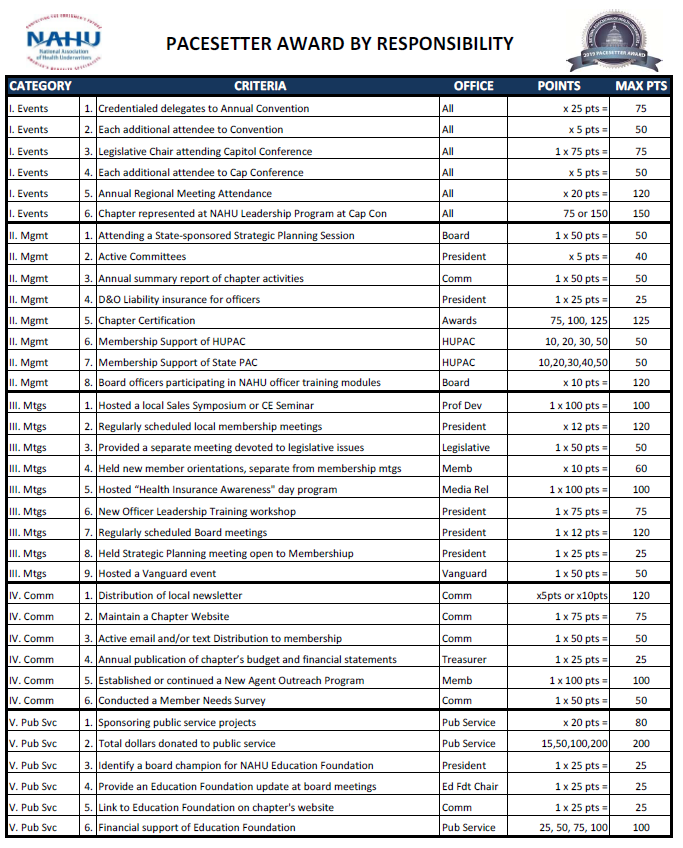 PROTECTING THE CONSUMER'S FUTURE
NAHU
National Association
of Health Underwriters
AMERICA'S BENEFITS SPECIALISTS
PACESETTER AWARD BY RESPONSIBILITY
2019 PACESETTER AWARD
CATEGORY CRITERIA OFFICE POINTS MAX PTS
I. Events 1. Credentialed delegates to Annual Convention All x 25 pts = 75
I. Events 2. Each additional attendee to Convention All x 5 pts = 50
I. Events 3. Legislative Chair attending Capitol Conference All 1 x 75 pts = 75
I. Events 4. Each additional attendee to Cap Conference All x 5 pts = 50
I. Events 5. Annual Regional Meeting Attendance All x 20 pts = 120
I. Events 6. Chapter represented at NAHU Leadership Program at Cap Con All 75 or 150 150
II. Mgmt 1. Attending a State-sponsored Strategic Planning Session Board 1 x 50 pts = 50
II. Mgmt 2. Active Committees President x 5 pts = 40
II. Mgmt 3. Annual summary report of chapter activities Comm 1 x 50 pts = 50
II. Mgmt 4. D&O Liability insurance for officers President 1 x 25 pts = 25
II. Mgmt 5. Chapter Certification Awards 75, 100, 125 125
II. Mgmt 6. Membership Support of HUPAC HUPAC 10, 20, 30, 50 50
II. Mgmt 7. Membership Support of State PAC HUPAC 10,20,30,40,50 50
II. Mgmt 8. Board officers participating in NAHU officer training modules Board x 10 pts = 120
III. Mtgs 1. Hosted a local Sales Symposium or CE Seminar Prof Dev 1 x 100 pts = 100
III. Mtgs 2. Regularly scheduled local membership meetings President x 12 pts = 120
III. Mtgs 3. Provided a separate meeting devoted to legislative issues Legislative 1 x 50 pts = 50
III. Mtgs 4. Held new member orientations, separate from membership mtgs Memb x 10 pts = 60
III. Mtgs 5. Hosted “Health Insurance Awareness" day program Media Rel 1 x 100 pts = 100
III. Mtgs 6. New Officer Leadership Training workshop President 1 x 75 pts = 75
III. Mtgs 7. Regularly scheduled Board meetings President 1 x 12 pts = 120
III. Mtgs 8. Held Strategic Planning meeting open to Membershiup President 1 x 25 pts = 25
III. Mtgs 9. Hosted a Vanguard event Vanguard 1 x 50 pts = 50
IV. Comm 1. Distribution of local newsletter Comm x5pts or x10pts 120
IV. Comm 2. Maintain a Chapter Website Comm 1 x 75 pts = 75
IV. Comm 3. Active email and/or text Distribution to membership Comm 1 x 50 pts = 50
IV. Comm 4. Annual publication of chapter’s budget and financial statements Treasurer 1 x 25 pts = 25
IV. Comm 5. Established or continued a New Agent Outreach Program Memb 1 x 100 pts = 100
IV. Comm 6. Conducted a Member Needs Survey Comm 1 x 50 pts = 50
V. Pub Svc 1. Sponsoring public service projects Pub Service x 20 pts = 80
V. Pub Svc 2. Total dollars donated to public service Pub Service 15,50,100,200 200
V. Pub Svc 3. Identify a board champion for NAHU Education Foundation President 1 x 25 pts = 25
V. Pub Svc 4. Provide an Education Foundation update at board meetings Ed Fdt Chair 1 x 25 pts = 25
V. Pub Svc 5. Link to Education Foundation on chapter's website Comm 1 x 25 pts = 25
V. Pub Svc 6. Financial support of Education Foundation Pub Service 25, 50, 75, 100 100